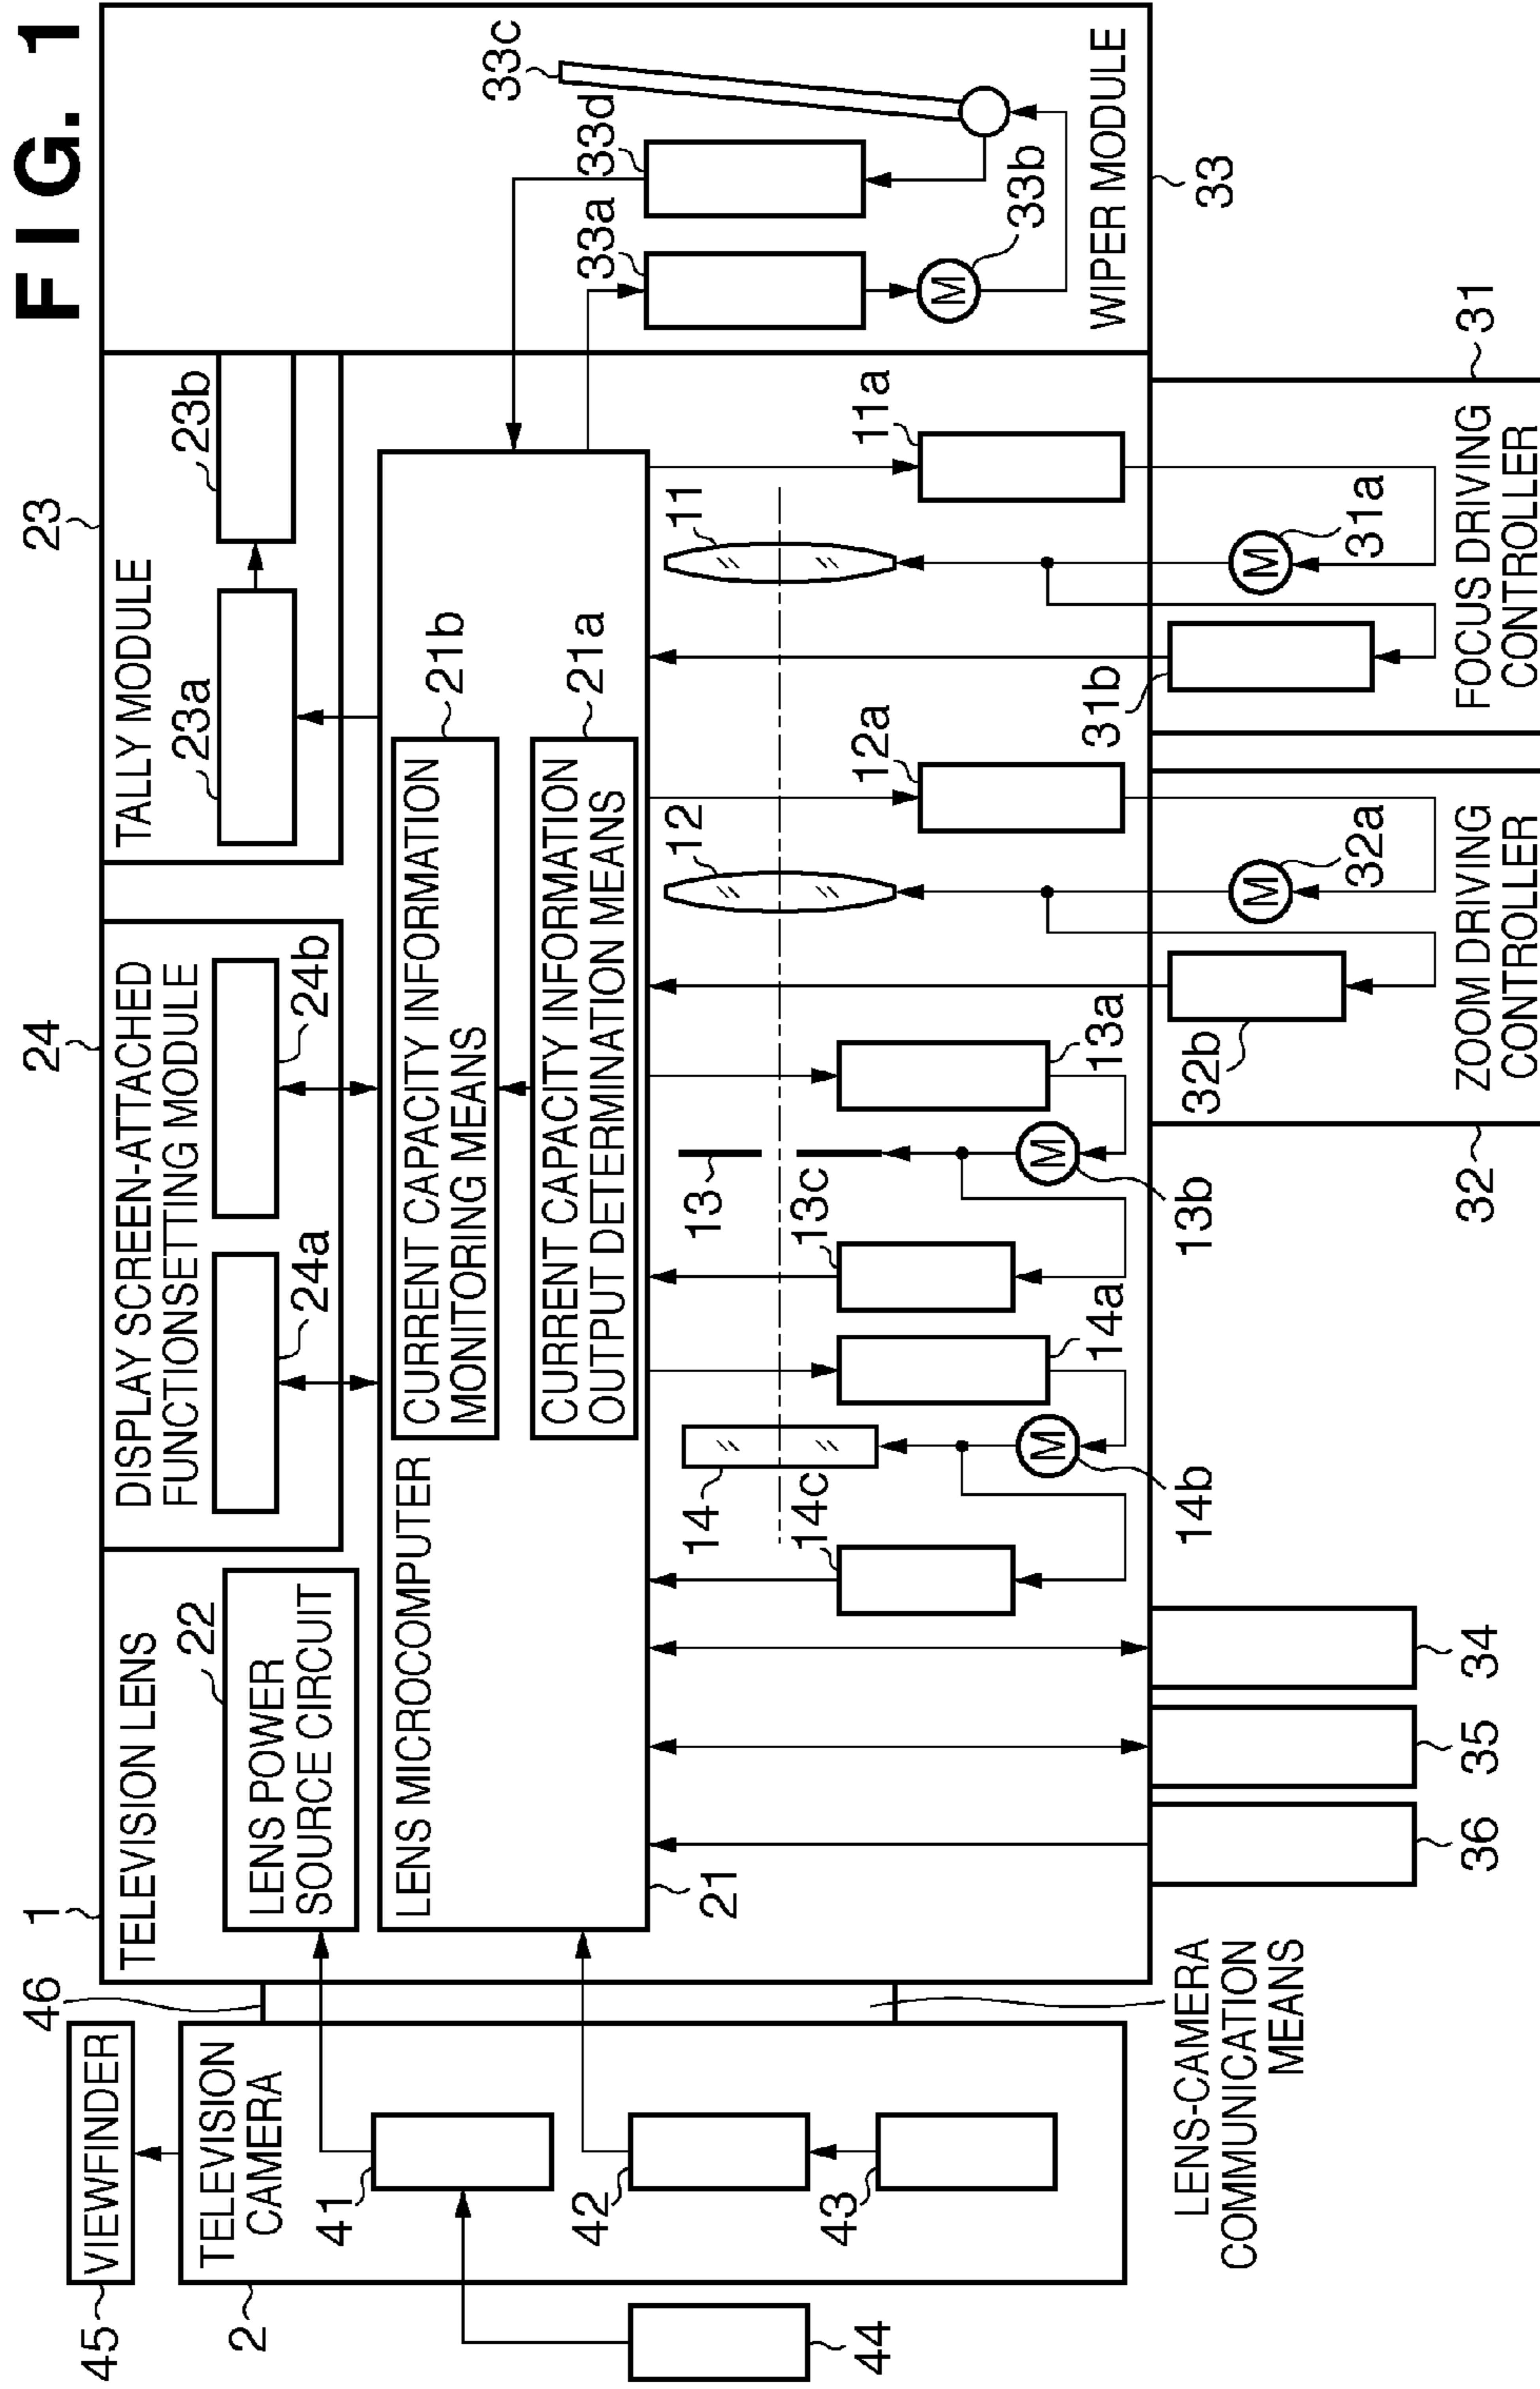 FIG. 1
45
VIEWFINDER
46
1
24
23
2
TELEVISION
CAMERA
41
42
43
44
LENS-CAMERA
COMMUNICATION
MEANS
TELEVISION LENS
22
LENS POWER
SOURCE CIRCUIT
DISPLAY SCREEN-ATTACHED
FUNCTIONSETTING MODULE
24a
24b
TALLY MODULE
23a
23b
LENS MICROCOMPUTER
21
CURRENT CAPACITY INFORMATION
MONITORING MEANS
21b
CURRENT CAPACITY INFORMATION
OUTPUT DETERMINATION MEANS
21a
14
14c
14a
M
14b
13
13c
13a
M
13b
12
12a
11
11a
33a
33d
33c
M
33b
WIPER MODULE
33
36
35
34
32b
M
32a
ZOOM DRIVING
CONTROLLER
32
31b
M
31a
FOCUS DRIVING
CONTROLLER
31